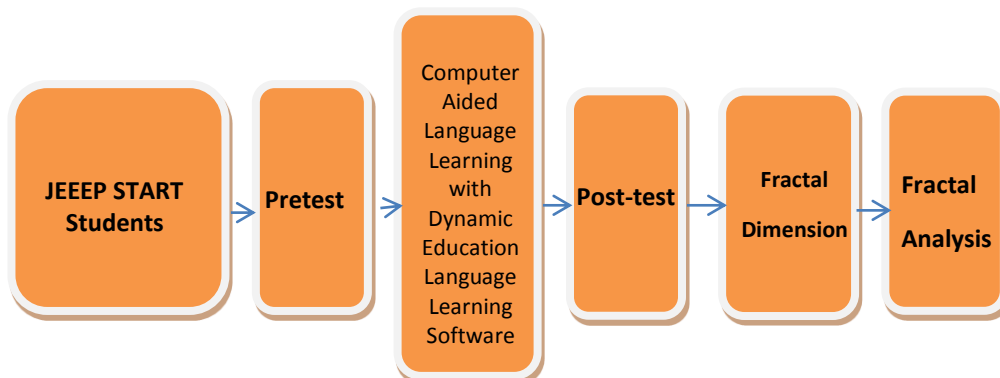 JEEEP START
Students
Pretest
Computer
Aided
Language
Learning
with
Dynamic
Education
Language
Learning
Software
Post-test
Fractal
Dimension
Fractal
Analysis